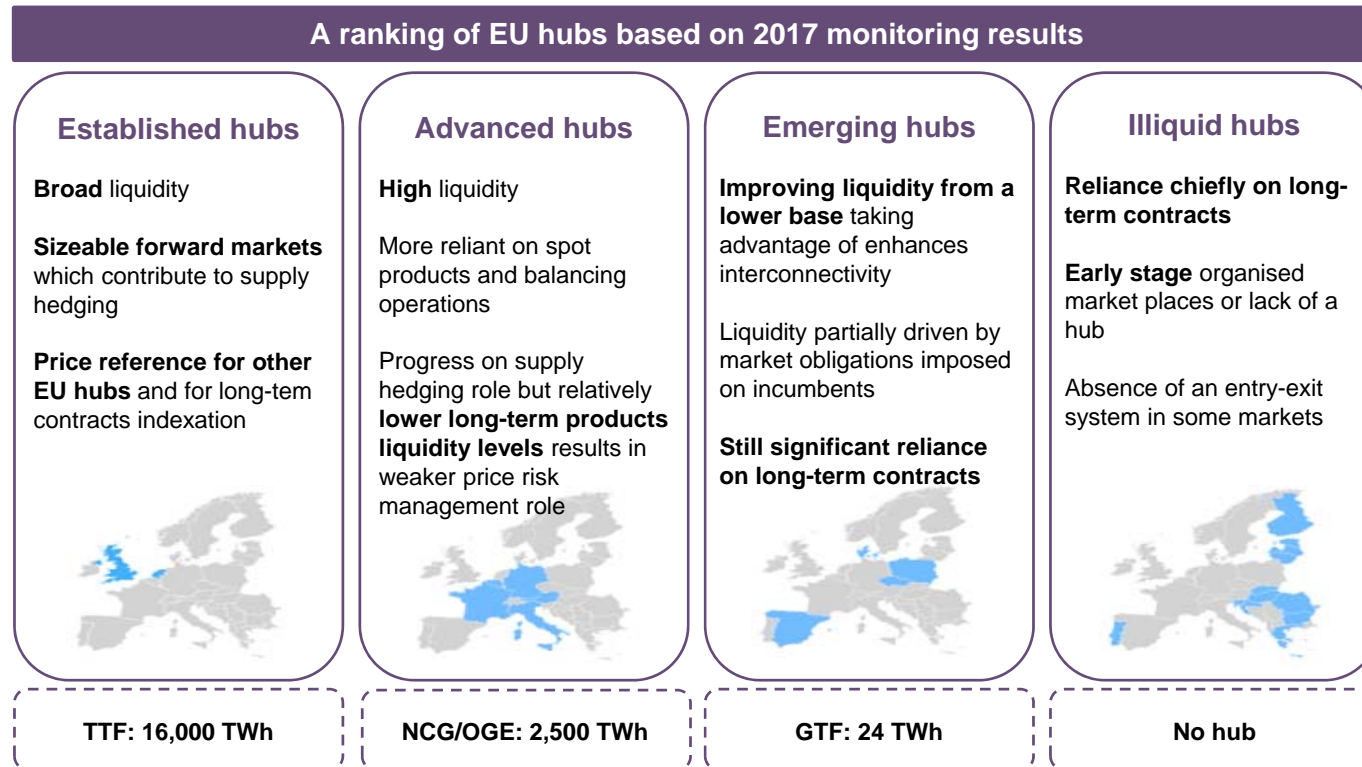 A ranking of EU hubs based on 2017 monitoring results
Established hubs
Broad liquidity
Sizeable forward markets
which contribute to supply
hedging
Price reference for other
EU hubs and for long-tem
contracts indexation
TTF: 16,000 TWh
Advanced hubs
High liquidity
More reliant on spot
products and balancing
operations
Progress on supply
hedging role but relatively
lower long-term products
liquidity levels results in
weaker price risk
management role
NCG/OGE: 2,500 TWh
Emerging hubs
Improving liquidity from a
lower base taking
advantage of enhances
interconnectivity
Liquidity partially driven by
market obligations imposed
on incumbents
Still significant reliance
on long-term contracts
GTF: 24 TWh
Illiquid hubs
Reliance chiefly on long-
term contracts
Early stage organised
market places or lack of a
hub
Absence of an entry-exit
system in some markets
No hub